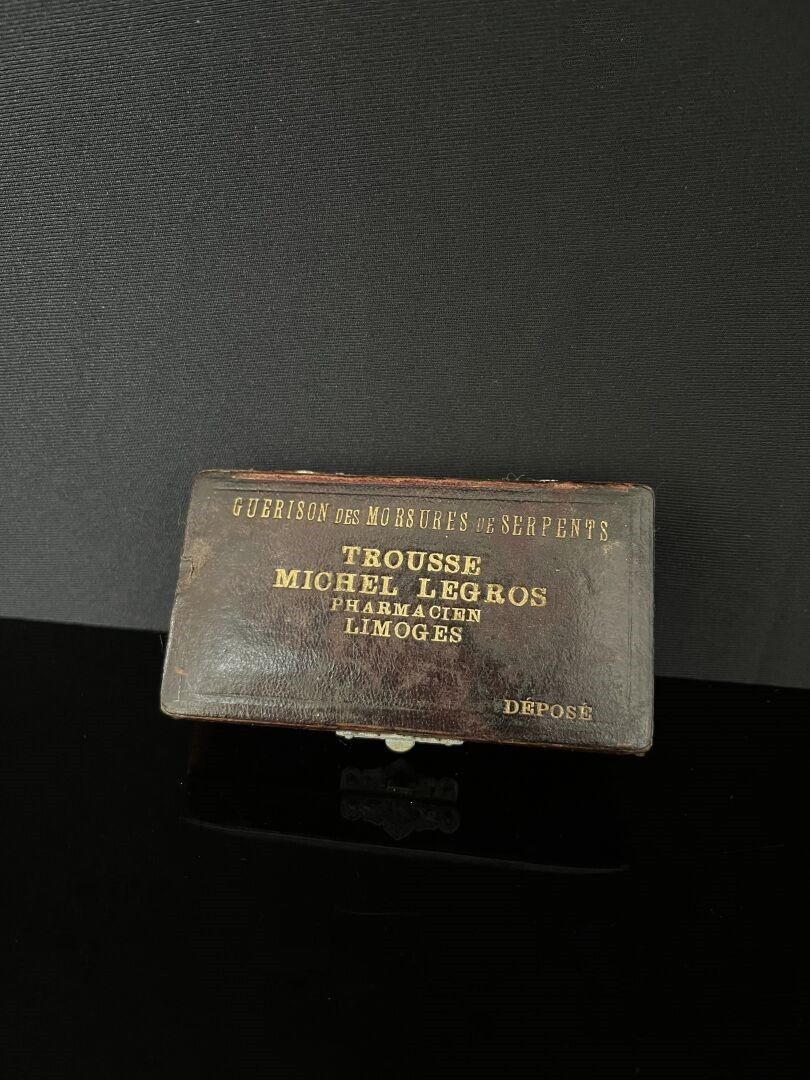 GUERISON DES MORSURES DE SERPENTS
TROUSSE
MICHEL LEGROS
PHARMACIEN
LIMOGES
DÉPOSÉ